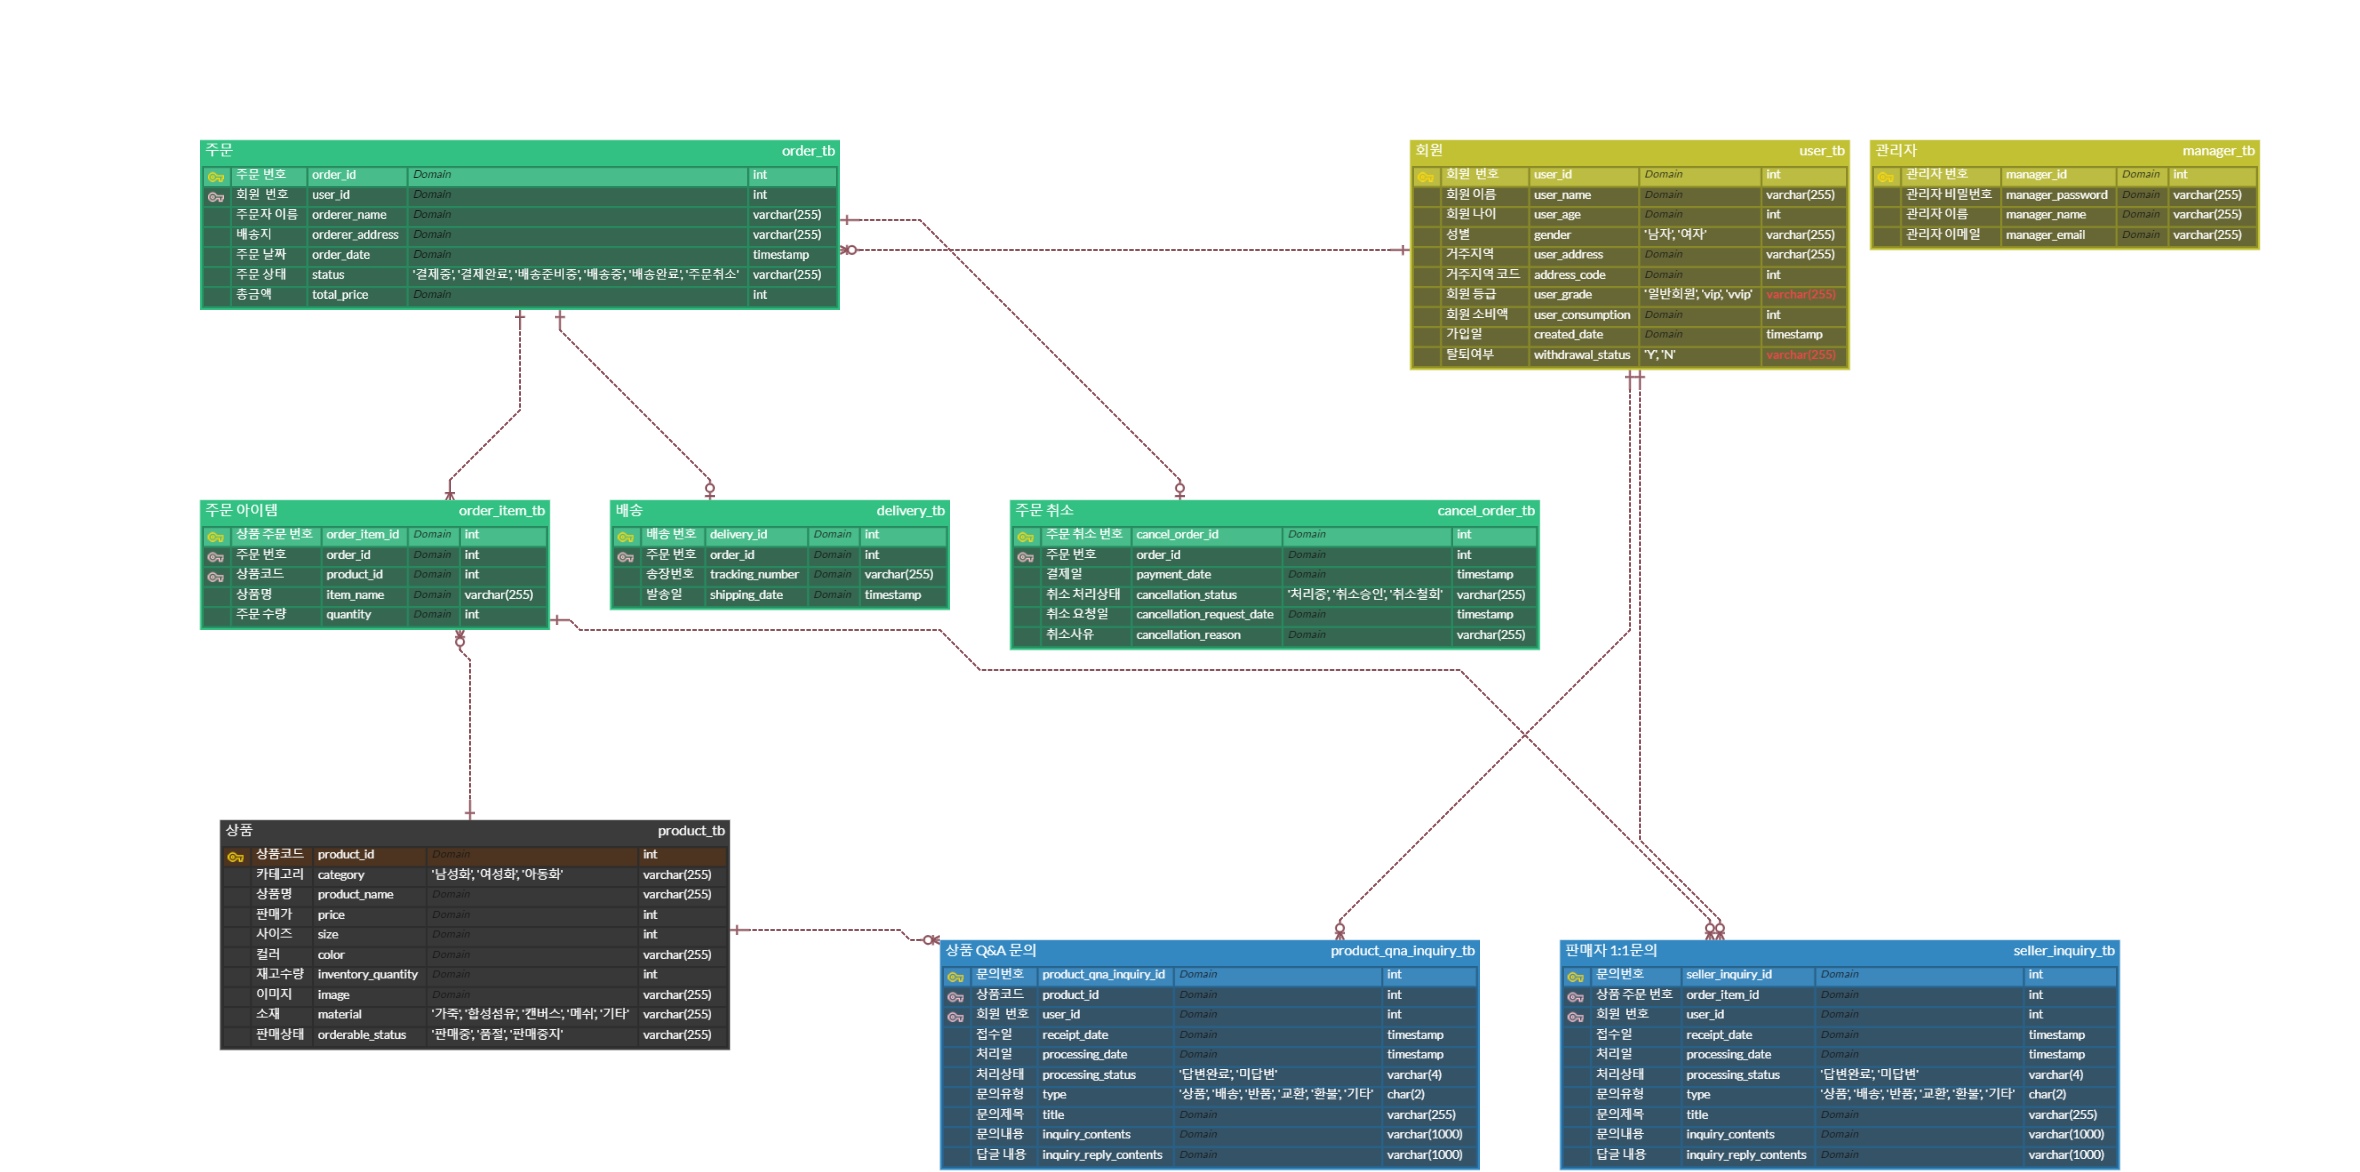 주문 order_tb
주문 번호 order_id Domain int
회원 번호 user_id Domain int
주문자 이름 orderer_name Domain varchar(255)
배송지 orderer_address Domain varchar(255)
주문 날짜 order_date Domain timestamp
주문 상태 status '결제중', '결제완료', '배송준비중', '배송중', '배송완료', '주문취소' varchar(255)
총금액 total_price Domain int
회원 user_tb
회원 번호 user_id Domain int
회원 이름 user_name Domain varchar(255)
회원 나이 user_age Domain int
성별 gender '남자', '여자' varchar(255)
거주지역 user_address Domain varchar(255)
거주지역 코드 address_code Domain int
회원 등급 user_grade '일반회원', 'vip', 'vvip' varchar(255)
회원 소비액 user_consumption Domain int
가입일 created_date Domain timestamp
탈퇴여부 withdrawal_status 'Y', 'N' varchar(255)
관리자 manager_tb
관리자 번호 manager_id Domain int
관리자 비밀번호 manager_password Domain varchar(255)
관리자 이름 manager_name Domain varchar(255)
관리자 이메일 manager_email Domain varchar(255)
주문 아이템 order_item_tb
상품 주문 번호 order_item_id Domain int
주문 번호 order_id Domain int
상품코드 product_id Domain int
상품명 item_name Domain varchar(255)
주문 수량 quantity Domain int
배송 delivery_tb
배송 번호 delivery_id Domain int
주문 번호 order_id Domain int
송장번호 tracking_number Domain varchar(255)
발송일 shipping_date Domain timestamp
주문 취소 cancel_order_tb
주문 취소 번호 cancel_order_id Domain int
주문 번호 order_id Domain int
결제일 payment_date Domain timestamp
취소 처리상태 cancellation_status '처리중', '취소승인', '취소철회' varchar(255)
취소 요청일 cancellation_request_date Domain timestamp
취소사유 cancellation_reason Domain varchar(255)
상품 product_tb
상품코드 product_id Domain int
카테고리 category '남성화', '여성화', '아동화' varchar(255)
상품명 product_name Domain varchar(255)
판매가 price Domain int
사이즈 size Domain int
컬러 color Domain varchar(255)
재고수량 inventory_quantity Domain int
이미지 image Domain varchar(255)
소재 material '가죽', '합성섬유', '캔버스', '메쉬', '기타' varchar(255)
판매상태 orderable_status '판매중', '품절', '판매중지' varchar(255)
상품 Q&A 문의 product_qna_inquiry_tb
문의번호 product_qna_inquiry_id Domain int
상품코드 product_id Domain int
회원 번호 user_id Domain int
접수일 receipt_date Domain timestamp
처리일 processing_date Domain timestamp
처리상태 processing_status '답변완료', '미답변' varchar(4)
문의유형 type '상품', '배송', '반품', '교환', '환불', '기타' char(2)
문의제목 title Domain varchar(255)
문의내용 inquiry_contents Domain varchar(1000)
답글 내용 inquiry_reply_contents Domain varchar(1000)
판매자 1:1문의 seller_inquiry_tb
문의번호 seller_inquiry_id Domain int
상품 주문 번호 order_item_id Domain int
회원 번호 user_id Domain int
접수일 receipt_date Domain timestamp
처리일 processing_date Domain timestamp
처리상태 processing_status '답변완료', '미답변' varchar(4)
문의유형 type '상품', '배송', '반품', '교환', '환불', '기타' char(2)
문의제목 title Domain varchar(255)
문의내용 inquiry_contents Domain varchar(1000)
답글 내용 inquiry_reply_contents Domain varchar(1000)